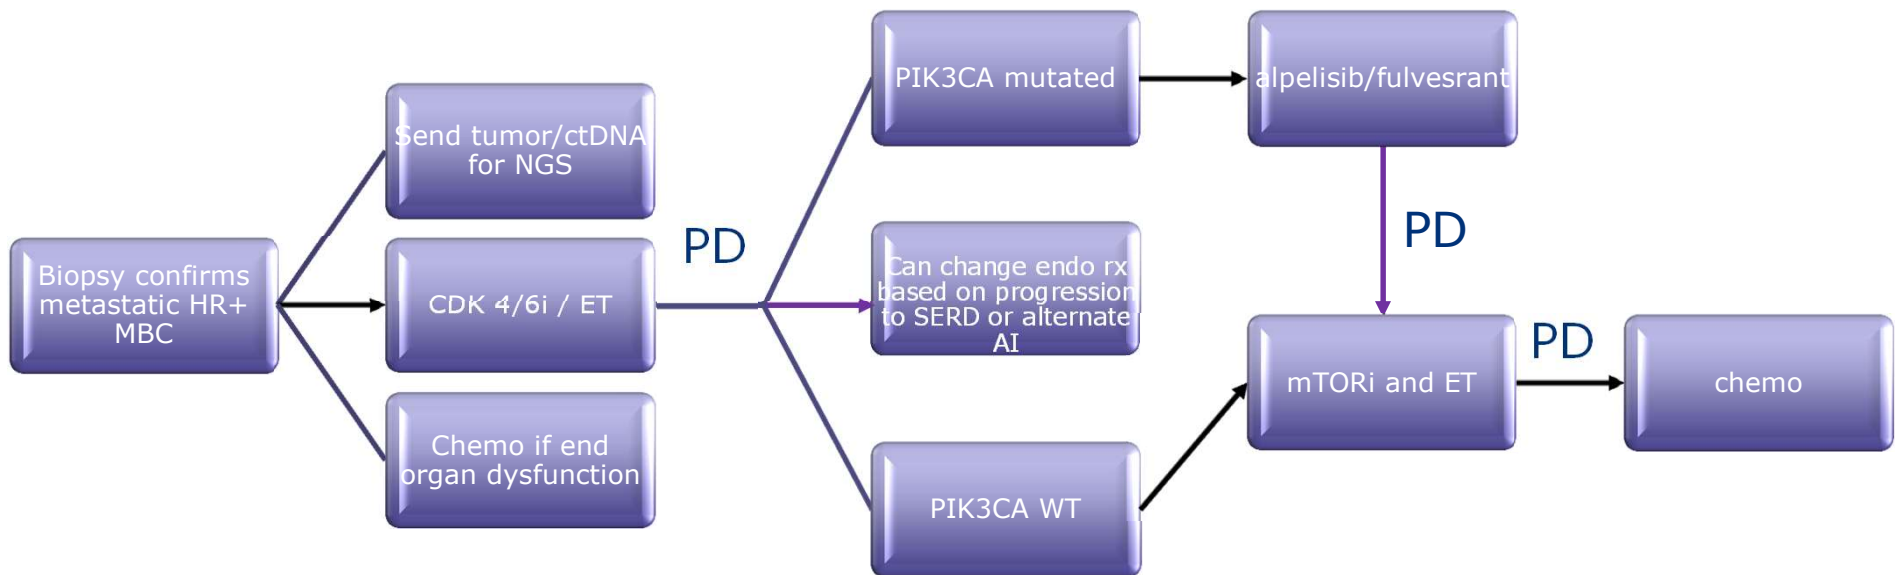 Biopsy confirms
metastatic HR+
MBC
Send tumor/ctDNA
for NGS
CDK 4/6i / ET
Chemo if end
organ dysfunction
PD
PIK3CA mutated
Can change endo rx
based on progression
to SERD or alternate
AI
PIK3CA WT
alpelisib/fulvesrant
PD
mTORi and ET
PD
chemo